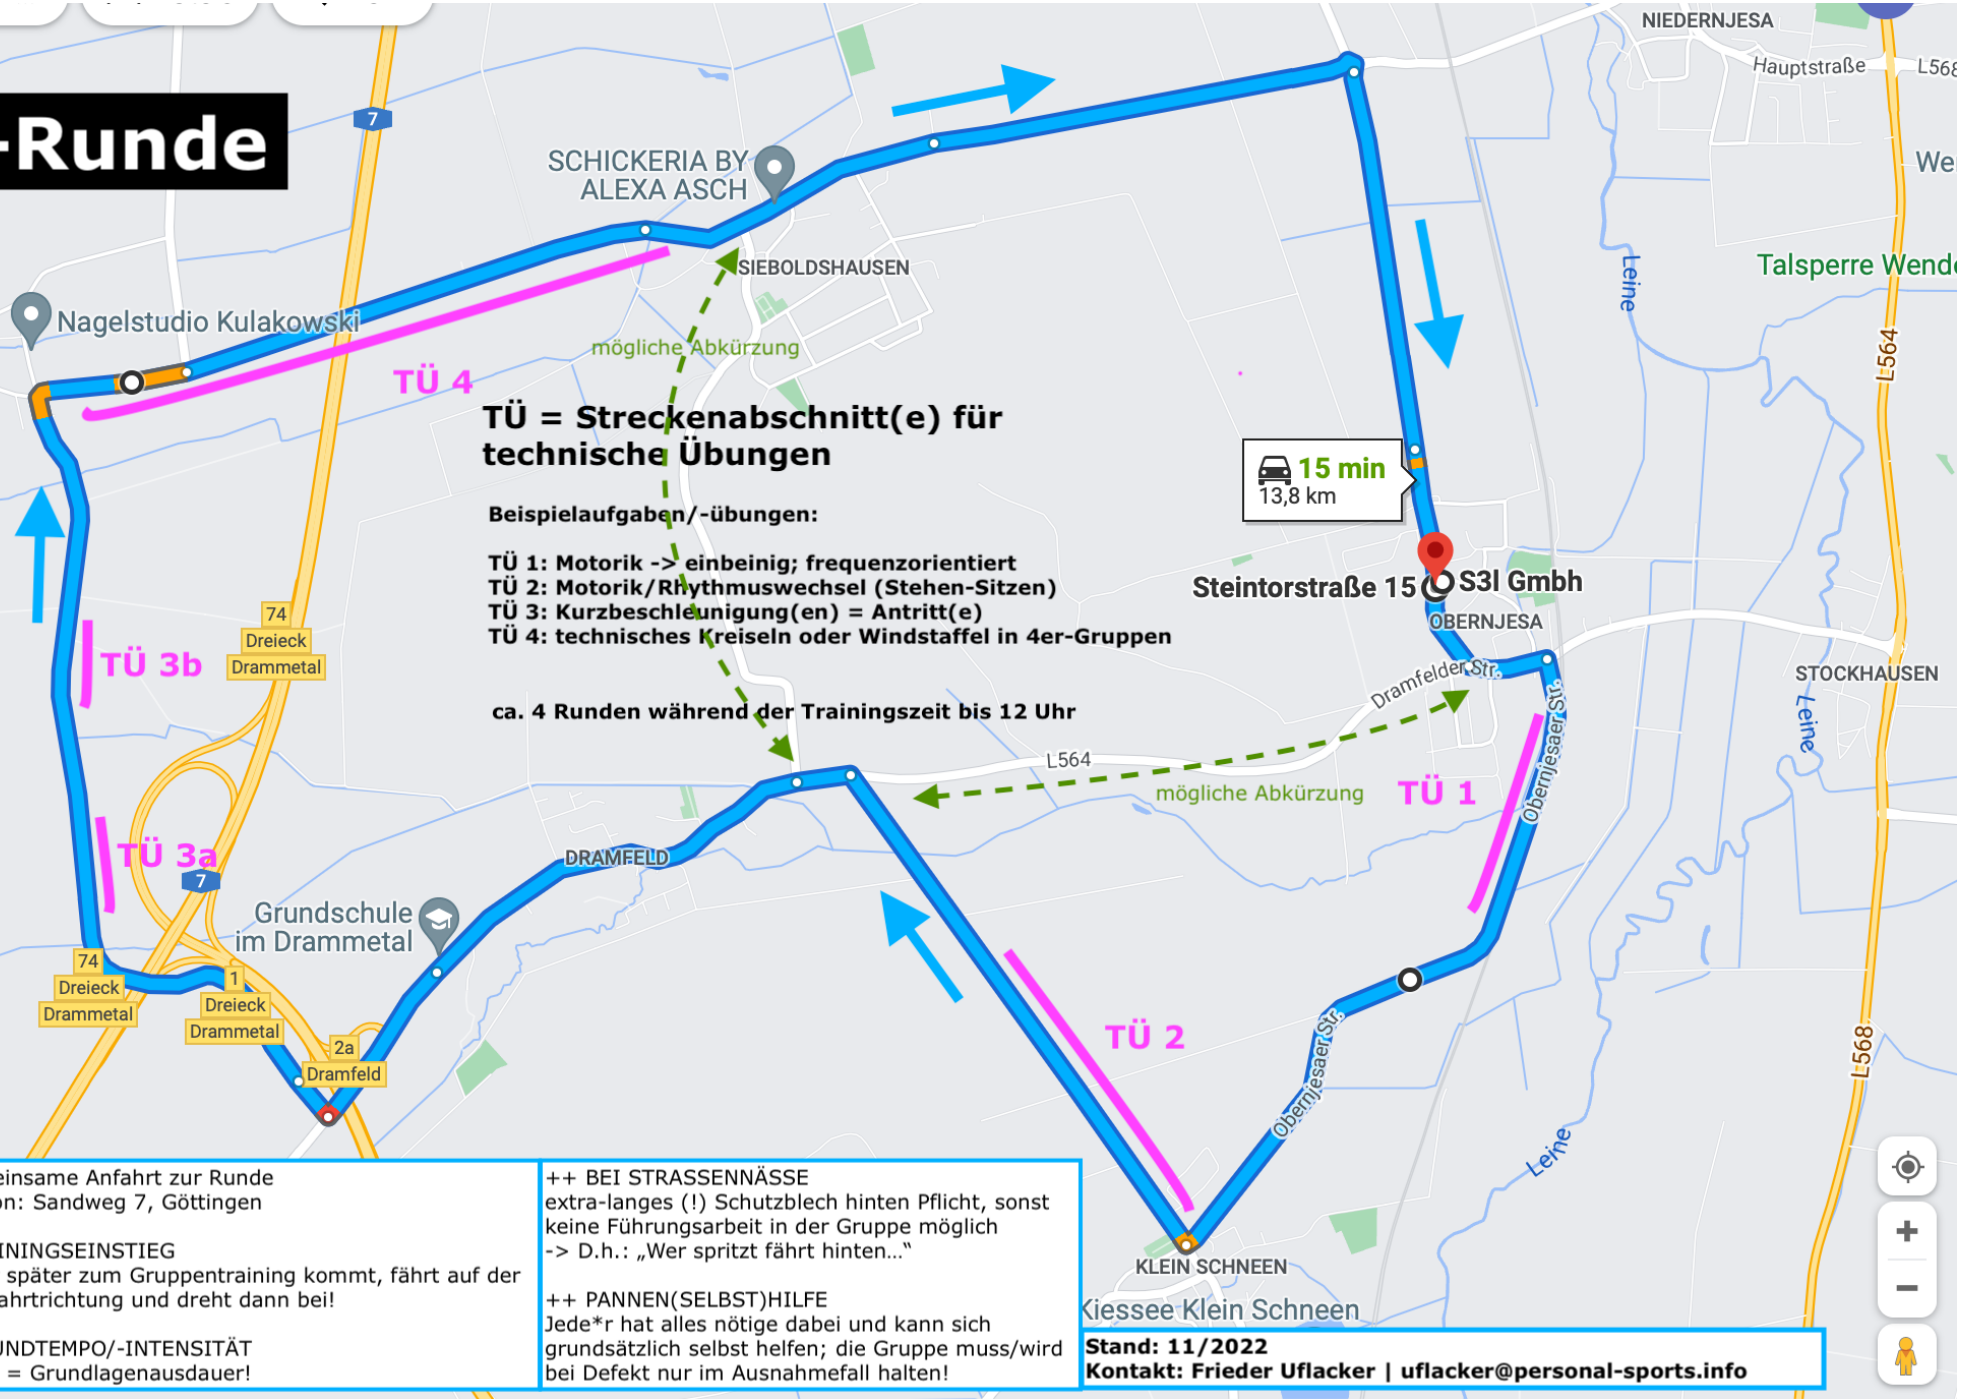 NIEDERNJESA
Hauptstraße
L568
7
-Runde
SCHICKERIA BY
ALEXA ASCH
SIEBOLDSHAUSEN
Talsperre Wende
Leine
Nagelstudio Kulakowski
mögliche Abkürzung
L564
TÜ 4
TÜ = Streckenabschnitt(e) für
technische Übungen
15 min
13,8 km
Beispielaufgaben/-übungen:
TÜ 1: Motorik -> einbeinig; frequenzorientiert
TÜ 2: Motorik/Rhythmuswechsel (Stehen-Sitzen)
TÜ 3: Kurzbeschleunigung(en) = Antritt(e)
TÜ 4: technisches Kreiseln oder Windstaffel in 4er-Gruppen
Steintorstraße 15
S3l Gmbh
OBERNJESA
74
Dreieck
Drammetal
TÜ 3b
Dramfelder Str.
STOCKHAUSEN
Leine
ca. 4 Runden während der Trainingszeit bis 12 Uhr
Obernjesaer Str.
L564
mögliche Abkürzung
TÜ 1
TÜ 3a
DRAMFELD
7
Grundschule
im Drammetal
74
Dreieck
Drammetal
1
Dreieck
Drammetal
2a
Dramfeld
TÜ 2
Obernjesaer Str.
L568
Leine
KLEIN SCHNEEN
Kiessee Klein Schneen
einsame Anfahrt zur Runde
on: Sandweg 7, Göttingen
ININGSEINSTIEG
später zum Gruppentraining kommt, fährt auf der
ahrtrichtung und dreht dann bei!
UNDTEMPO/-INTENSITÄT
= Grundlagenausdauer!
++ BEI STRASSENNÄSSE
extra-langes (!) Schutzblech hinten Pflicht, sonst
keine Führungsarbeit in der Gruppe möglich
-> D.h.: „Wer spritzt fährt hinten…“
++ PANNEN(SELBST)HILFE
Jede*r hat alles nötige dabei und kann sich
grundsätzlich selbst helfen; die Gruppe muss/wird
bei Defekt nur im Ausnahmefall halten!
Stand: 11/2022
Kontakt: Frieder Uflacker | uflacker@personal-sports.info